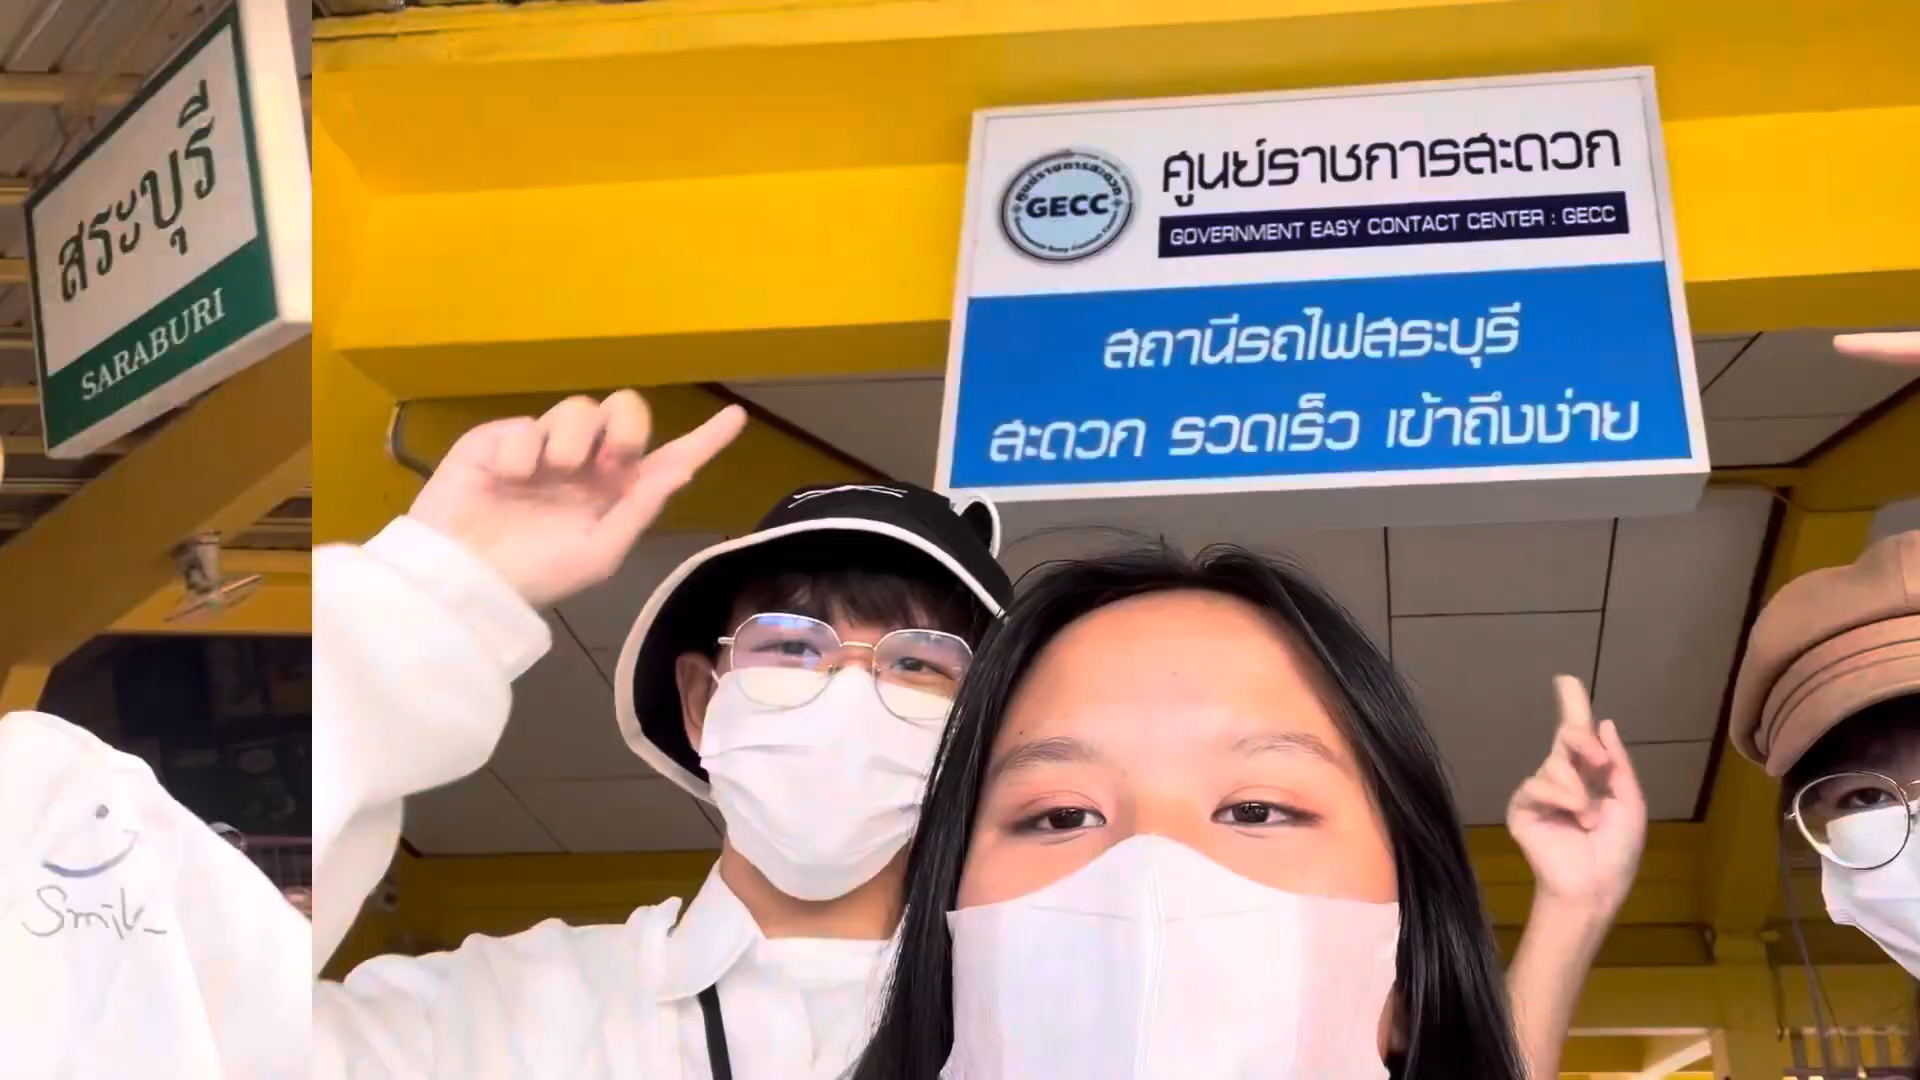 สระบุรี
SARABURI
ศูนย์ราชการสะดวก
GECC
GOVERNMENT EASY CONTACT CENTER : GECC
สถานีรถไฟสระบุรี
สะดวก รวดเร็ว เข้าถึงง่าย
Smile